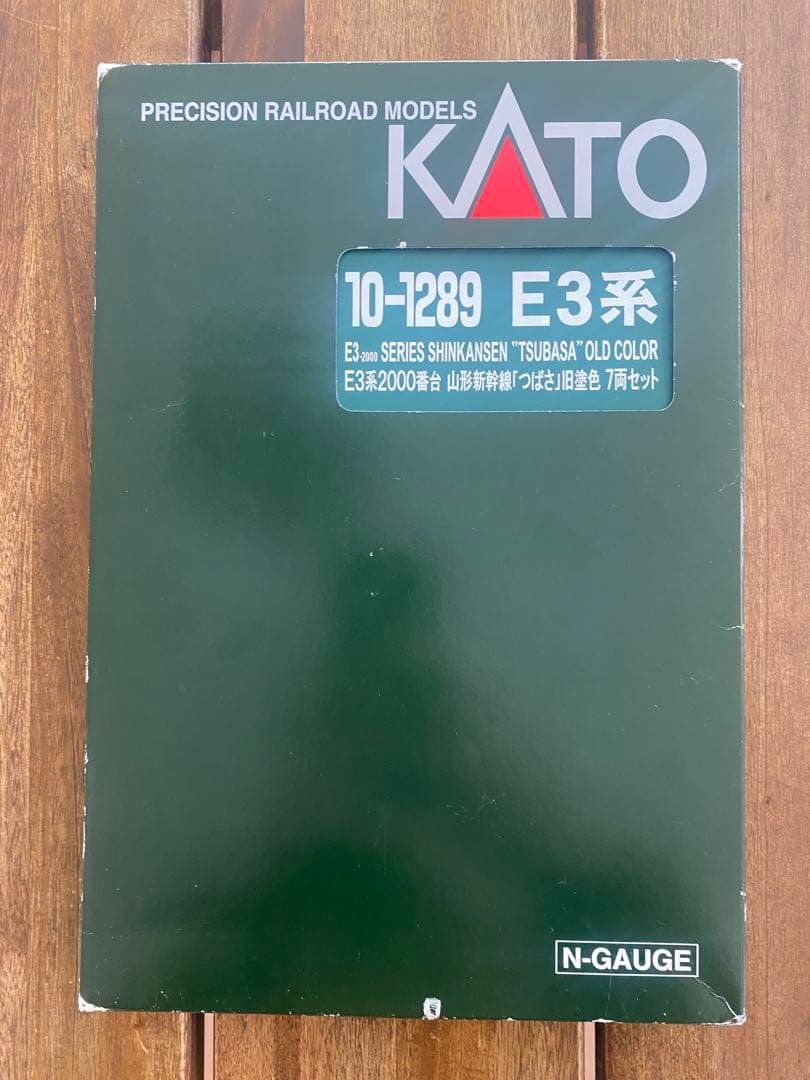 PRECISION RAILROAD MODELS
KATO
10-1289 E3系
E3-2000 SERIES SHINKANSEN "TSUBASA" OLD COLOR
E3系2000番台 山形新幹線「つばさ」旧塗色 7両セット
N-GAUGE